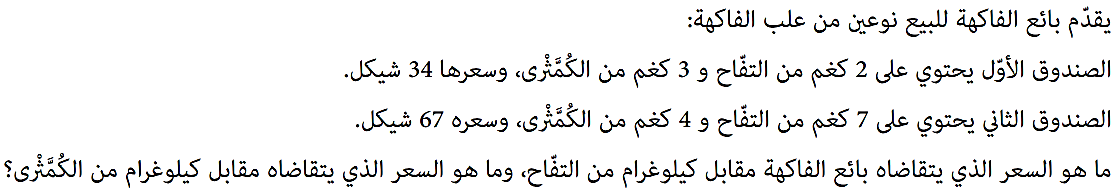 يقدّم بائع الفاكهة للبيع نوعين من علب الفاكهة:
الصندوق الأوّل يحتوي على 2 كغم من التفّاح و 3 كغم من الكُمَّثْرى، وسعرها 34 شيكل.
الصندوق الثاني يحتوي على 7 كغم من التفّاح و 4 كغم من الكُمَّثْرى، وسعره 67 شيكل.
ما هو السعر الذي يتقاضاه بائع الفاكهة مقابل كيلوغرام من التفّاح، وما هو السعر الذي يتقاضاه مقابل كيلوغرام من الكُمَّثْرى؟